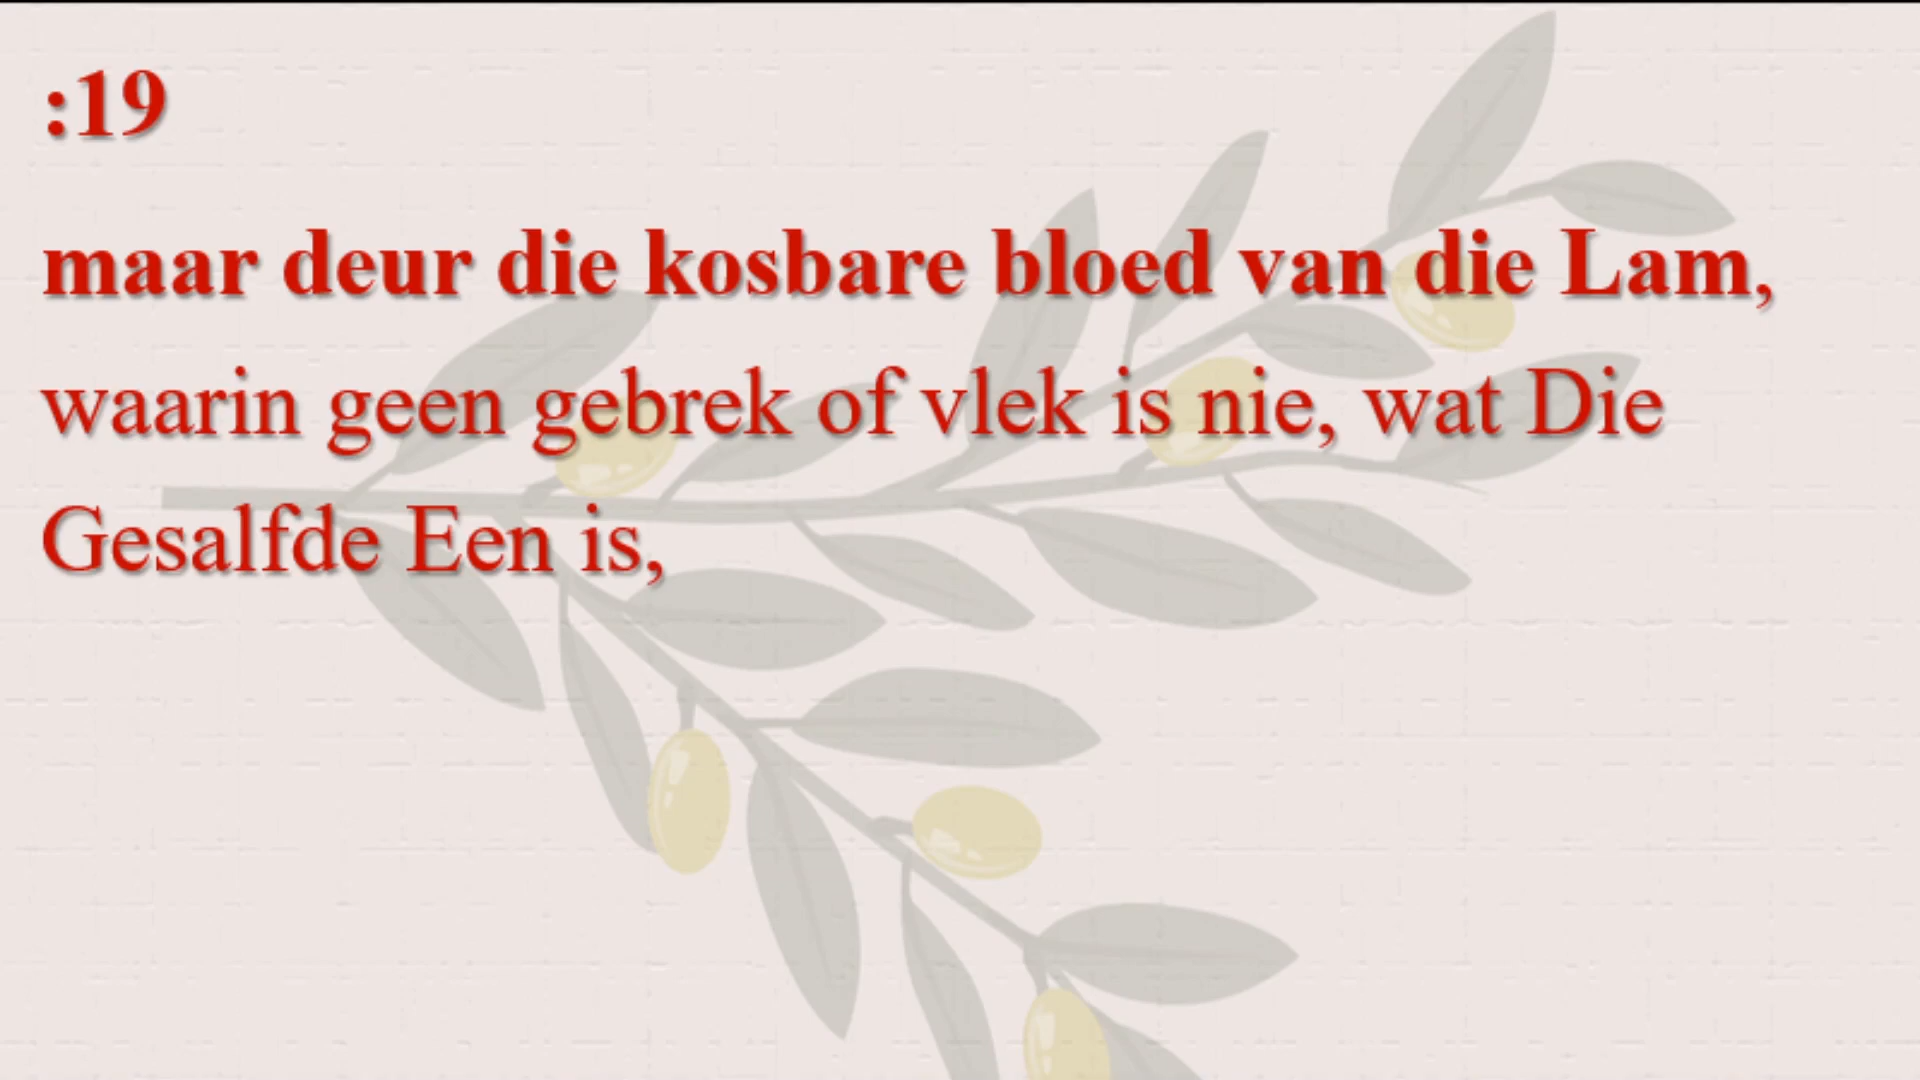 :19
maar deur die kosbare bloed van die Lam,
waarin geen gebrek of vlek is nie, wat Die
Gesalfde Een is,